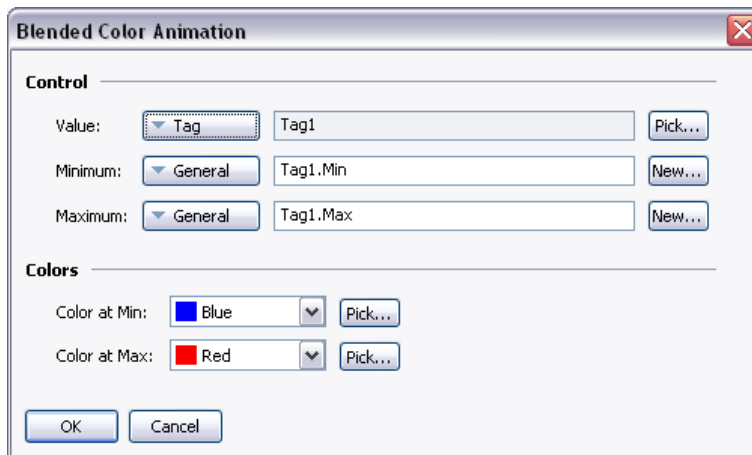 Blended Color Animation
Control
Value: Tag Tag1 Pick...
Minimum: General Tag1.Min New...
Maximum: General Tag1.Max New...
Colors
Color at Min: Blue Pick...
Color at Max: Red Pick...
OK Cancel